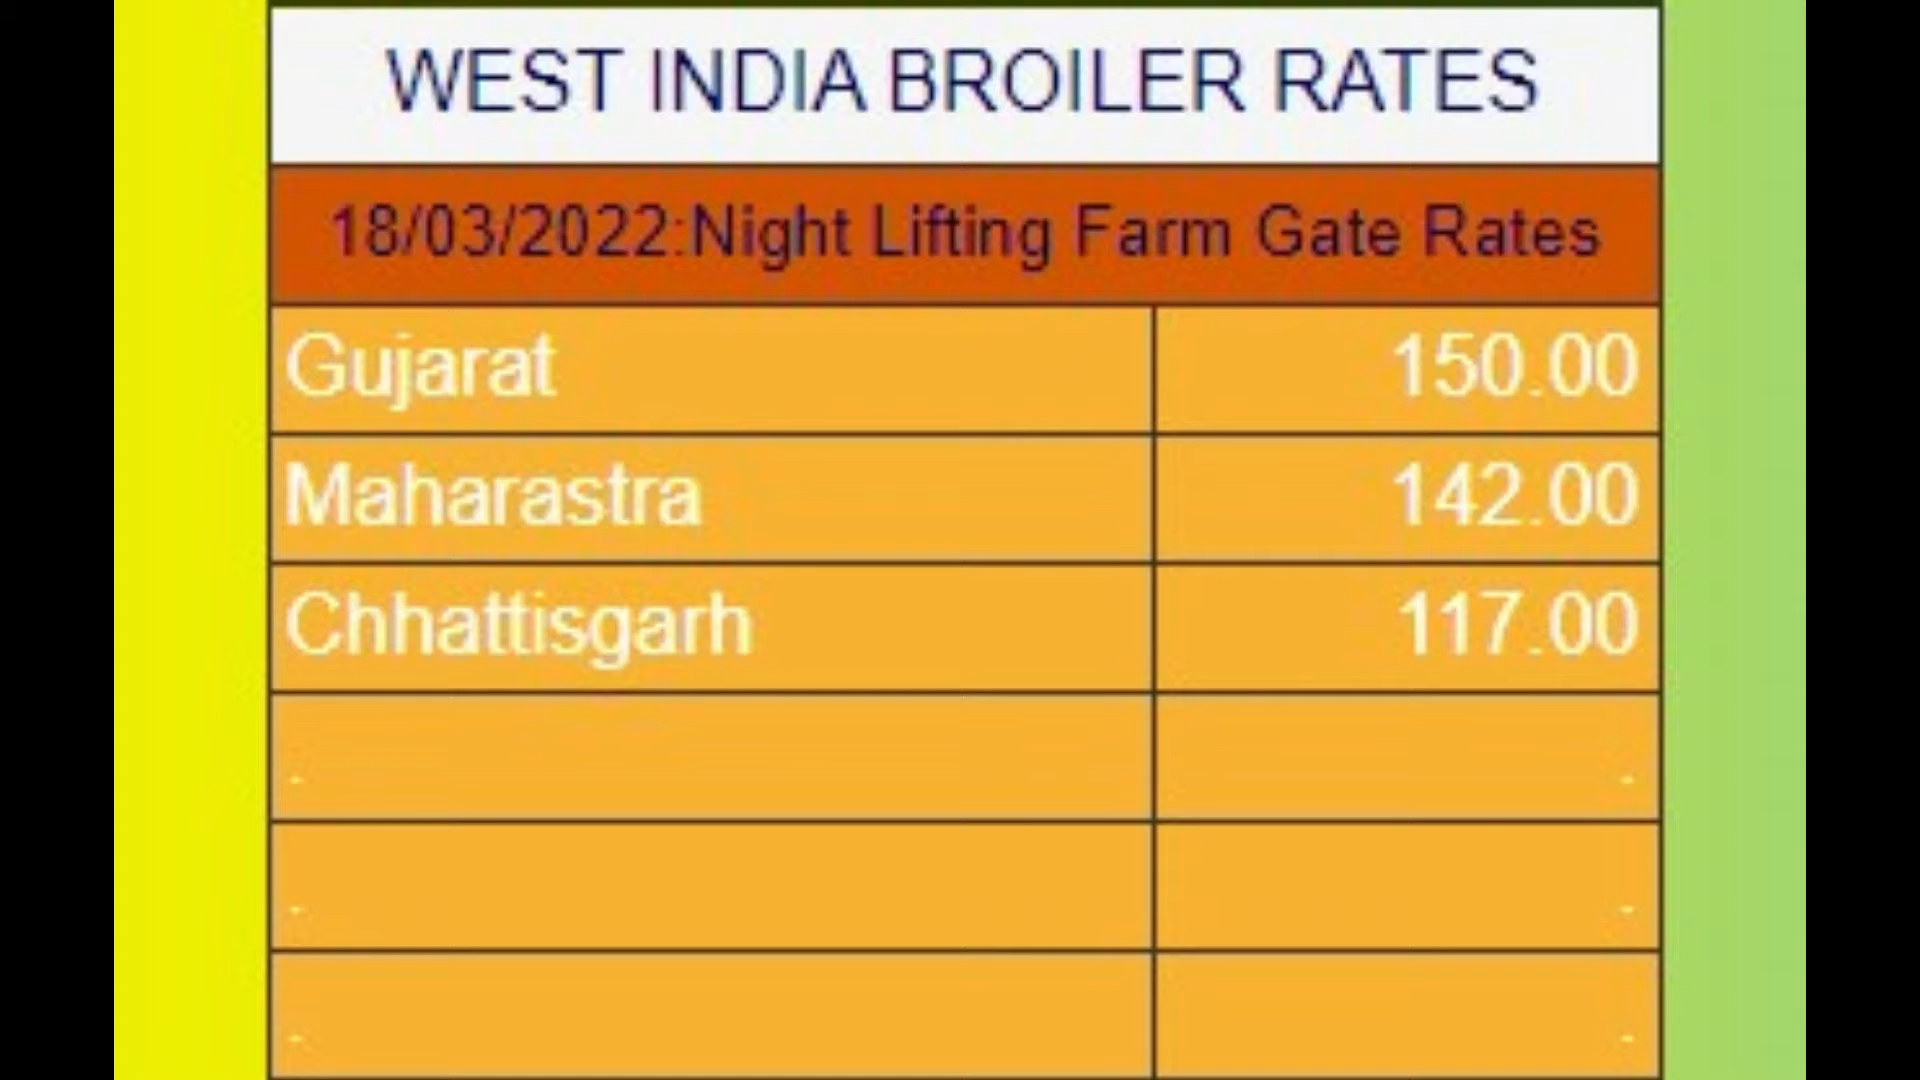 WEST INDIA BROILER RATES
18/03/2022:Night Lifting Farm Gate Rates
Gujarat 150.00
Maharastra 142.00
Chhattisgarh 117.00
. .
. .
. .